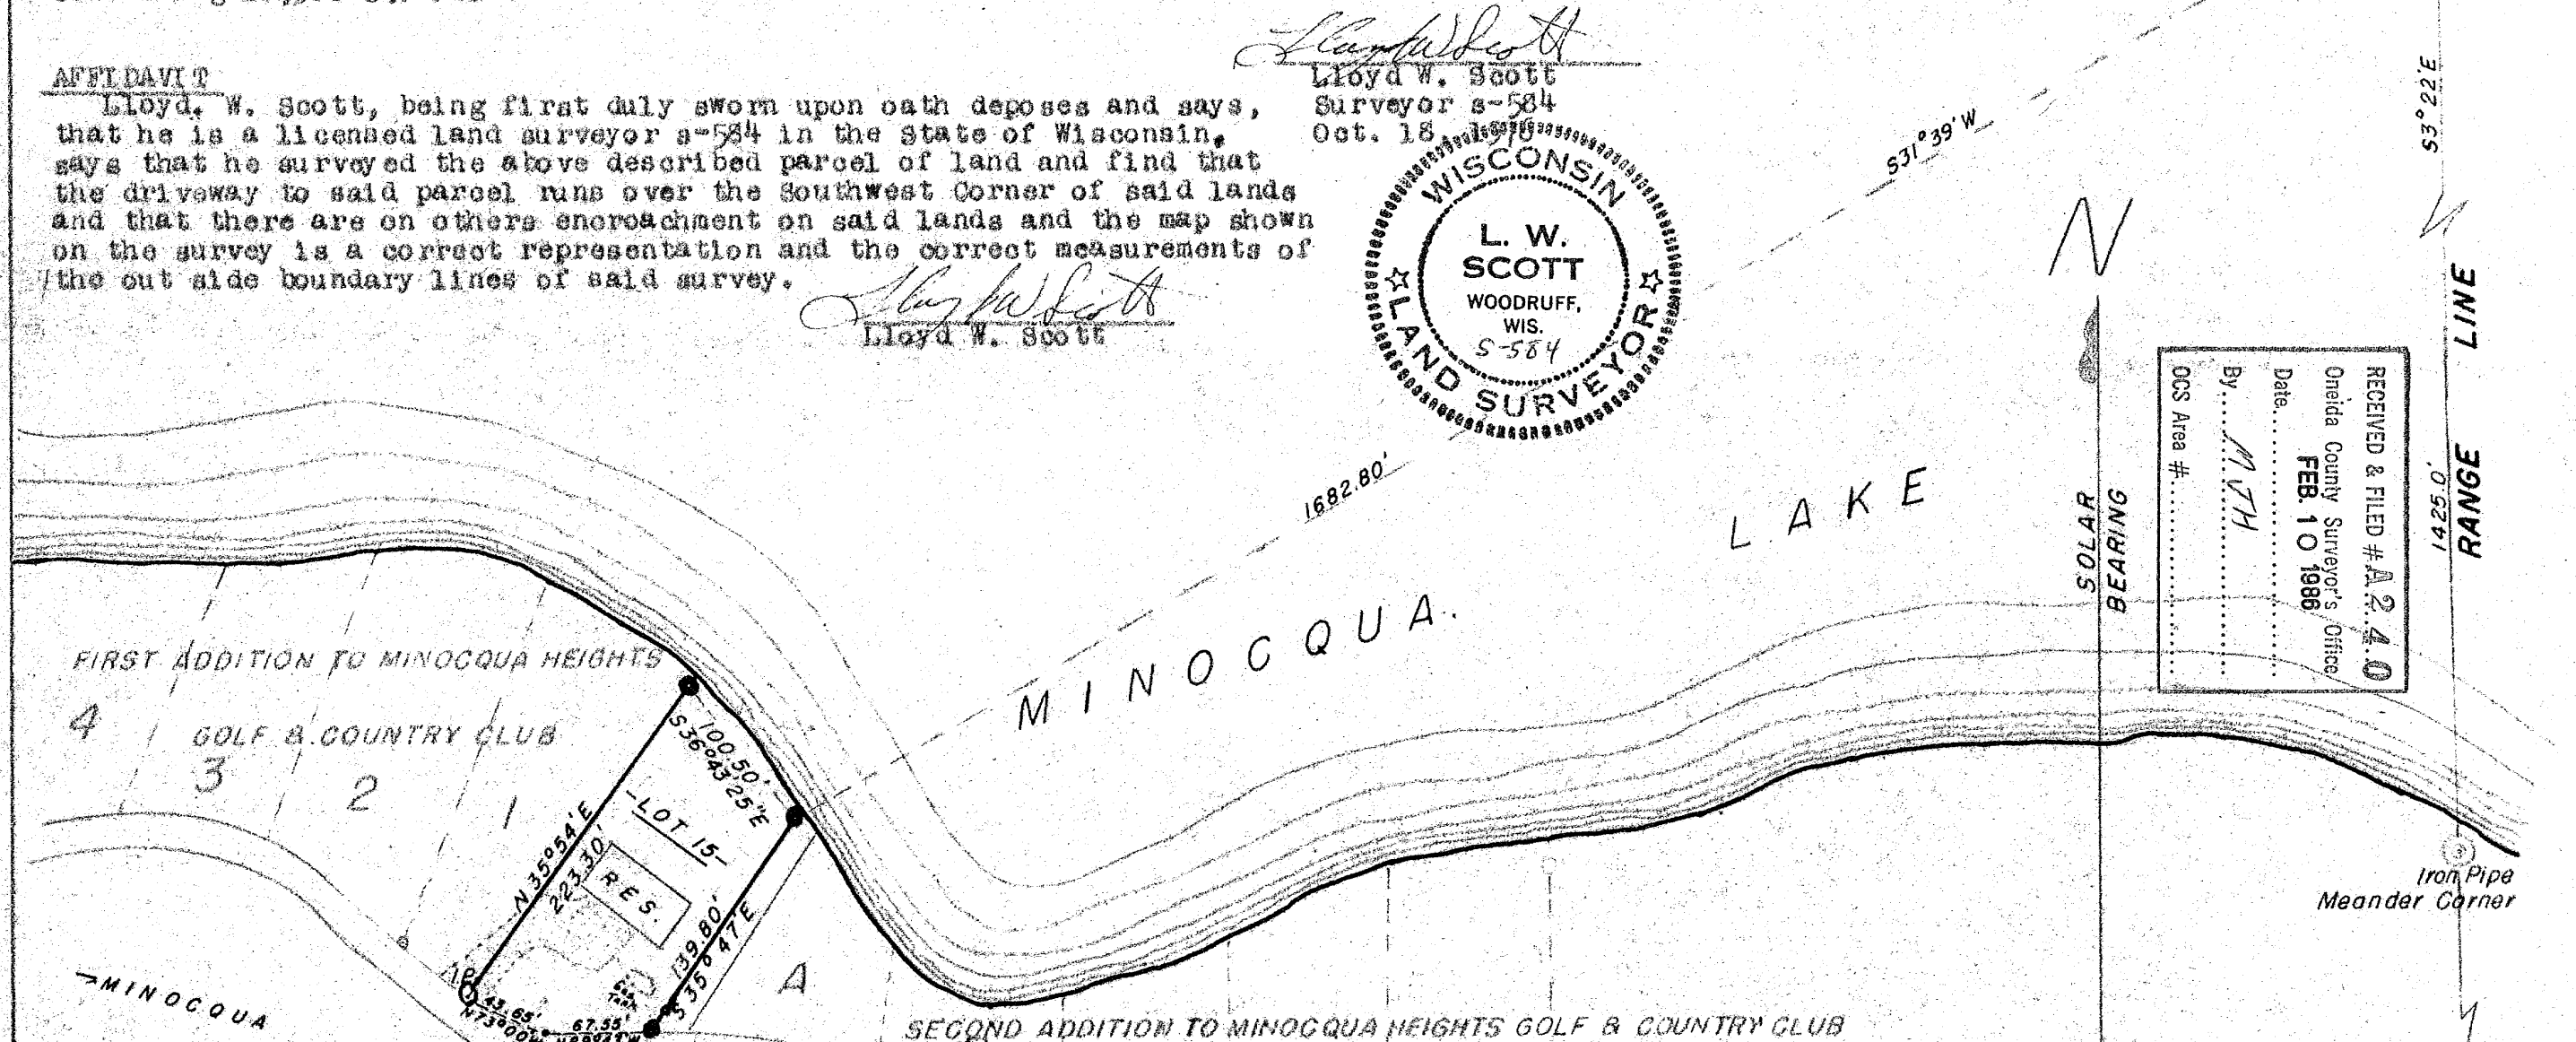 AFFIDAVIT
Lloyd. W. Scott, being first duly sworn upon oath deposes and says,
that he is a licensed land surveyor s-584 in the State of Wisconsin,
says that he surveyed the above described parcel of land and find that
the driveway to said parcel runs over the Southwest Corner of said lands
and that there are on others encroachment on said lands and the map shown
on the survey is a correct representation and the correct measurements of
the out side boundary lines of said survey.
Lloyd W. Scott
Lloyd W. Scott
Lloyd W. Scott
Lloyd W. Scott
Surveyor s-584
Oct. 18,
WISCONSIN
L. W.
SCOTT
WOODRUFF,
WIS.
S-584
LAND SURVEYOR
S31°39'W
S3°22'E
N
LINE
RANGE
1425.0'
RECEIVED & FILED # A240
Oneida County Surveyor's Office
FEB. 10 1986
Date
By MJH
OCS Area #
SOLAR
BEARING
1682.80'
LAKE
MINOCQUA.
FIRST ADDITION TO MINOCQUA HEIGHTS
GOLF & COUNTRY CLUB
4
3
2
1
100.50'
S36°43'25"E
-LOT 15-
N35°54'E
223.30'
RES.
139.80'
S35°47'E
A
IP
43.65'
N73°00'W
67.55'
Iron Pipe
Meander Corner
→MINOCQUA
SECOND ADDITION TO MINOCQUA HEIGHTS GOLF & COUNTRY CLUB